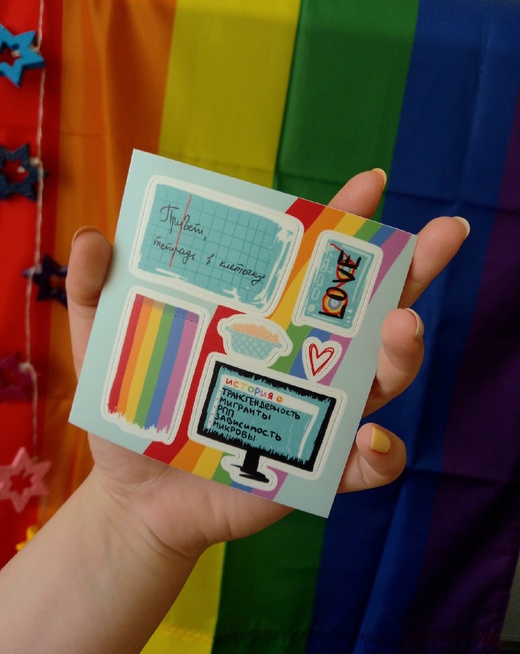 Привет,
тетрадь в клеточку
LOVE
история с
трансгендерность
мигранты
рпп
зависимость
микробы